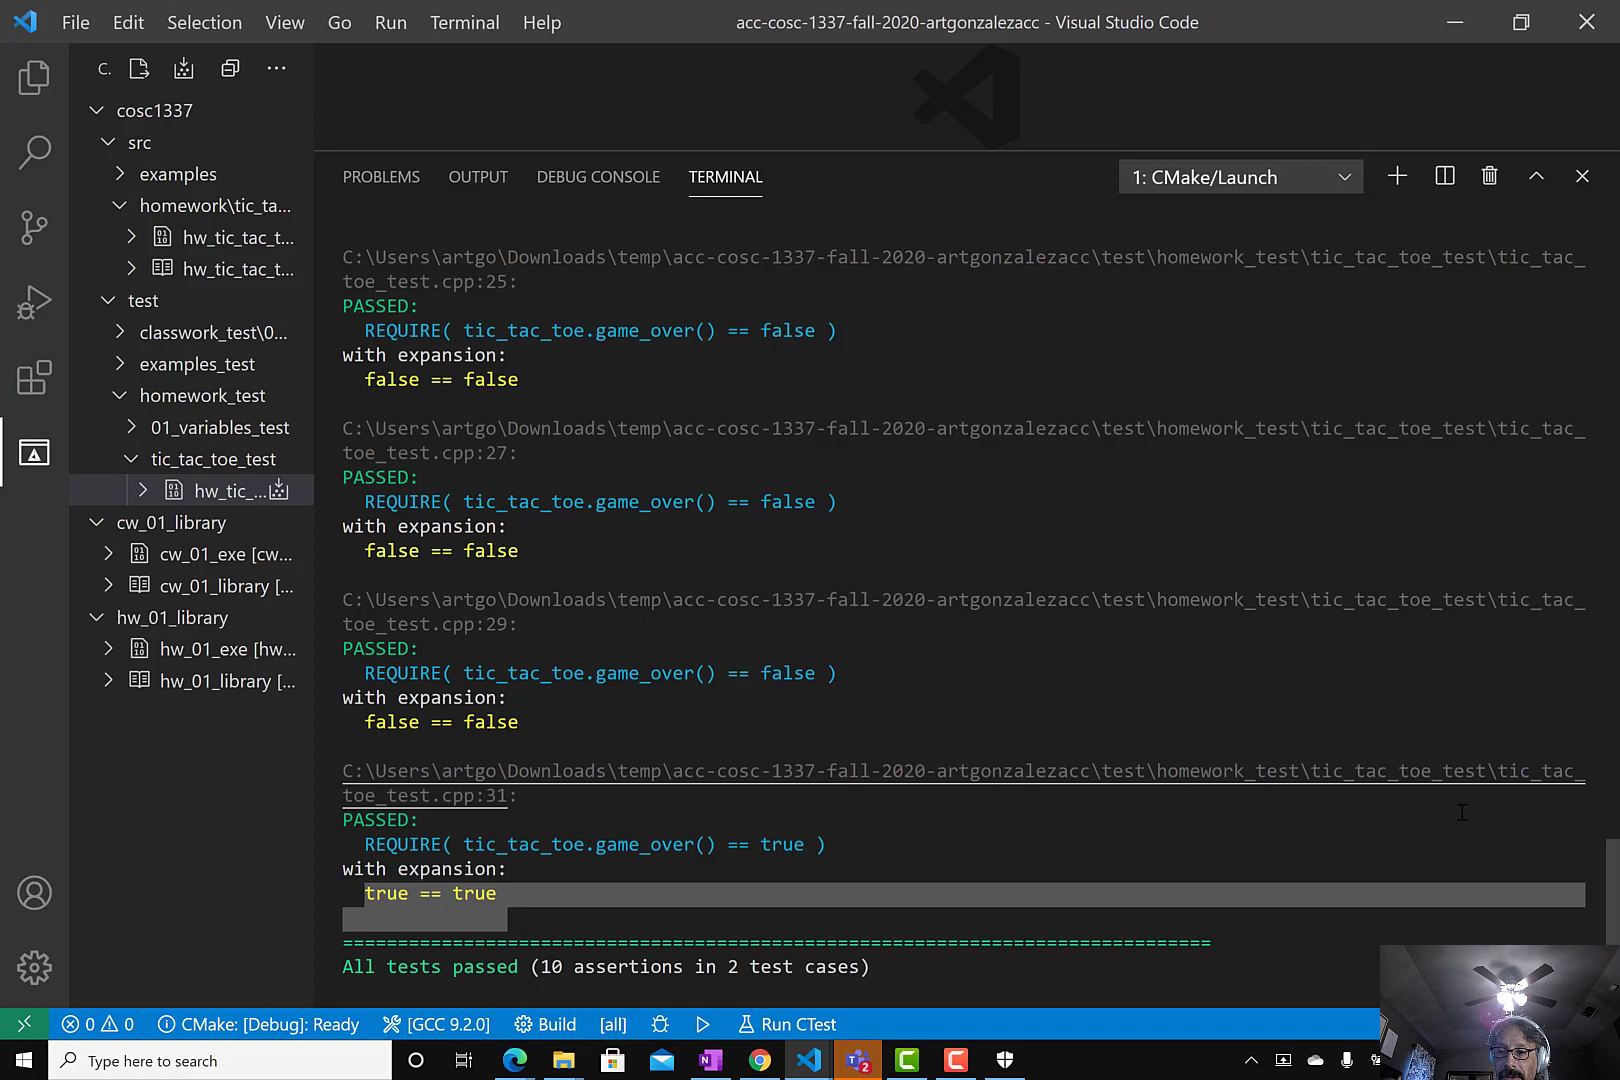 File Edit Selection View Go Run Terminal Help
acc-cosc-1337-fall-2020-artgonzalezacc - Visual Studio Code
C.
cosc1337
src
examples
homework\tic_ta...
hw_tic_tac_t...
hw_tic_tac_t...
test
classwork_test\0...
examples_test
homework_test
01_variables_test
tic_tac_toe_test
hw_tic_...
cw_01_library
cw_01_exe [cw...
cw_01_library [...
hw_01_library
hw_01_exe [hw...
hw_01_library [...
PROBLEMS OUTPUT DEBUG CONSOLE TERMINAL
1: CMake/Launch
C:\Users\artgo\Downloads\temp\acc-cosc-1337-fall-2020-artgonzalezacc\test\homework_test\tic_tac_toe_test\tic_tac_
toe_test.cpp:25:
PASSED:
REQUIRE( tic_tac_toe.game_over() == false )
with expansion:
false == false
C:\Users\artgo\Downloads\temp\acc-cosc-1337-fall-2020-artgonzalezacc\test\homework_test\tic_tac_toe_test\tic_tac_
toe_test.cpp:27:
PASSED:
REQUIRE( tic_tac_toe.game_over() == false )
with expansion:
false == false
C:\Users\artgo\Downloads\temp\acc-cosc-1337-fall-2020-artgonzalezacc\test\homework_test\tic_tac_toe_test\tic_tac_
toe_test.cpp:29:
PASSED:
REQUIRE( tic_tac_toe.game_over() == false )
with expansion:
false == false
C:\Users\artgo\Downloads\temp\acc-cosc-1337-fall-2020-artgonzalezacc\test\homework_test\tic_tac_toe_test\tic_tac_
toe_test.cpp:31:
PASSED:
REQUIRE( tic_tac_toe.game_over() == true )
with expansion:
true == true
===============================================================================
All tests passed (10 assertions in 2 test cases)
0 0 CMake: [Debug]: Ready [GCC 9.2.0] Build [all] Run CTest
Type here to search
2